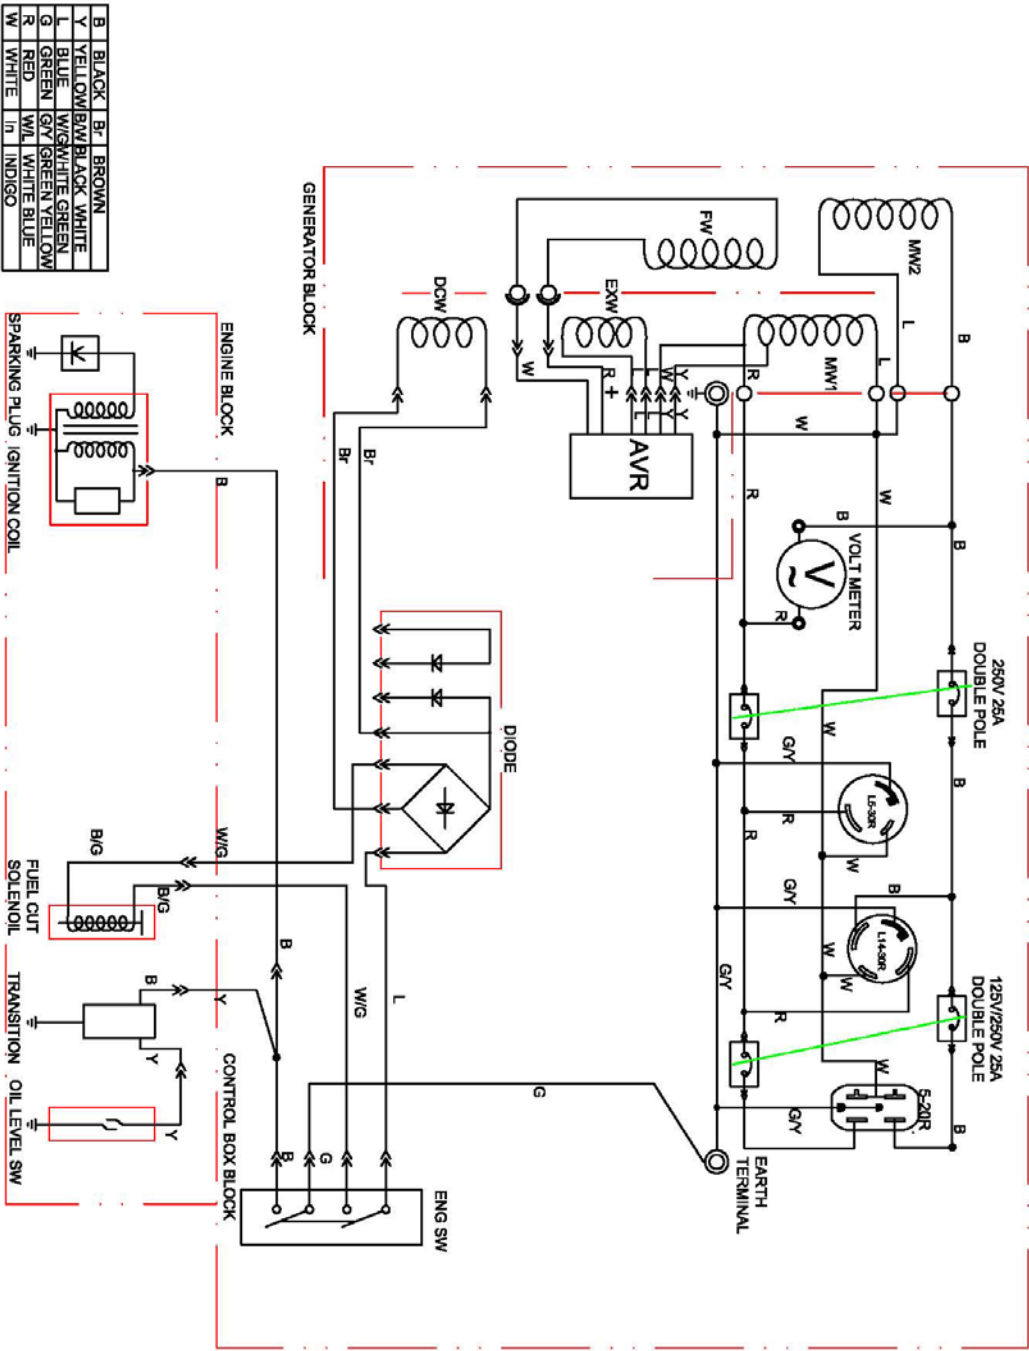 250V 25A
DOUBLE POLE
125V/250V 25A
DOUBLE POLE
B
B
B
B
MW2
L
L
MW1
W
W
W
W
W
W
W
W
B
B
VOLT METER
V
~
R
R
R
R
R
R
L5-30R
L14-30R
5-20R
G/Y
G/Y
G/Y
G/Y
EARTH
TERMINAL
FW
EXW
Y
W
L
L
R
+
W
Y
Y
L
L
AVR
DCW
GENERATOR BLOCK
Br
Br
DIODE
L
W/G
G
G
B
B
ENG SW
ENGINE BLOCK
CONTROL BOX BLOCK
B
W/G
Y
B/G
B/G
B
Y
Y
SPARKING PLUG
IGNITION COIL
FUEL CUT
SOLENOIL
TRANSITION
OIL LEVEL SW
B BLACK Br BROWN
Y YELLOW B/W BLACK WHITE
L BLUE W/G WHITE GREEN
G GREEN G/Y GREEN YELLOW
R RED W/L WHITE BLUE
W WHITE In INDIGO